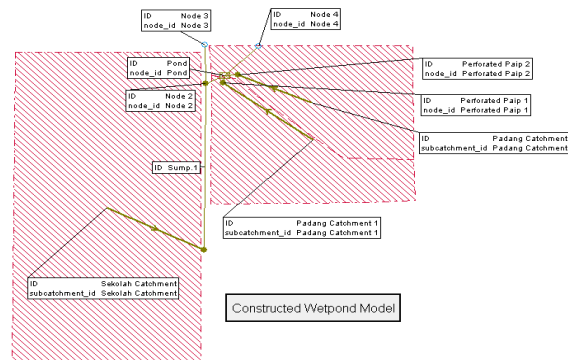 ID Node 3
node_id Node 3
ID Node 4
node_id Node 4
ID Pond
node_id Pond
ID Perforated Paip 2
node_id Perforated Paip 2
ID Node 2
node_id Node 2
ID Perforated Paip 1
node_id Perforated Paip 1
ID Padang Catchment
subcatchment_id Padang Catchment
ID Sump.1
ID Padang Catchment 1
subcatchment_id Padang Catchment 1
ID Sekolah Catchment
subcatchment_id Sekolah Catchment
Constructed Wetpond Model